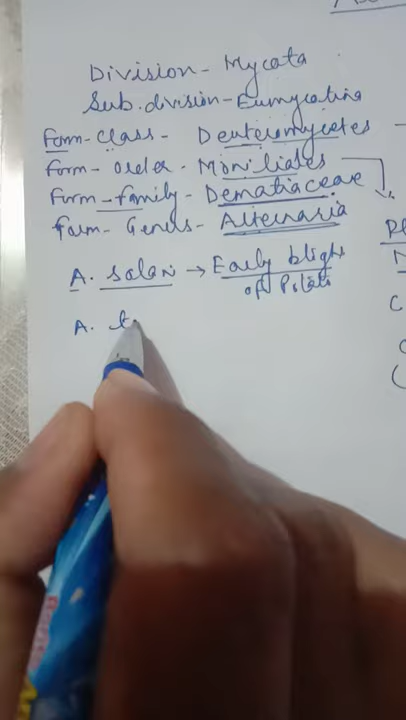 Division - Mycota
Sub.division - Eumycotina
Form - class - Deuteromycetes
form - order - Moniliales
Form - family - Dematiaceae
form - Genus - Alternaria
A. solani → Early blight
of Potato
A. t